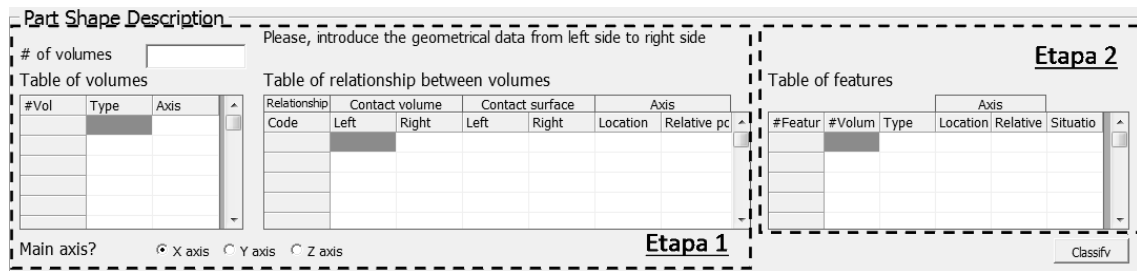 Part Shape Description
Please, introduce the geometrical data from left side to right side
# of volumes
Etapa 2
Table of volumes
Table of relationship between volumes
Table of features
Relationship Contact volume Contact surface Axis
Axis
#Vol Type Axis
Code Left Right Left Right Location Relative pc
#Featur #Volum Type Location Relative Situatio
Main axis? X axis Y axis Z axis
Etapa 1
Classify